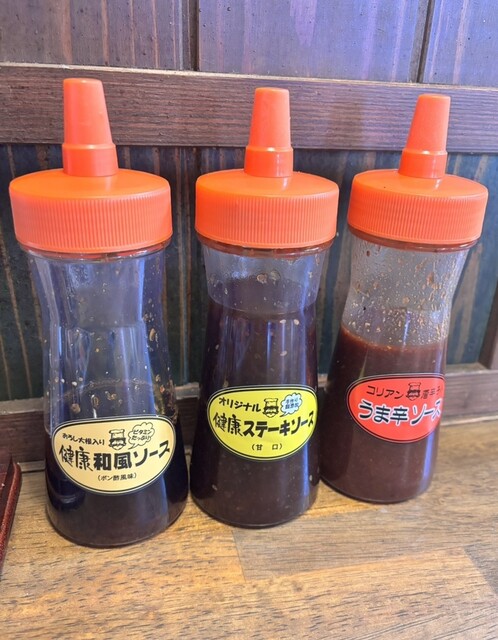 おろし大根入り
ビタミン
たっぷり!
健康和風ソース
(ポン酢風味)
オリジナル
健康ステーキソース
(甘口)
コリアン
うま辛ソース